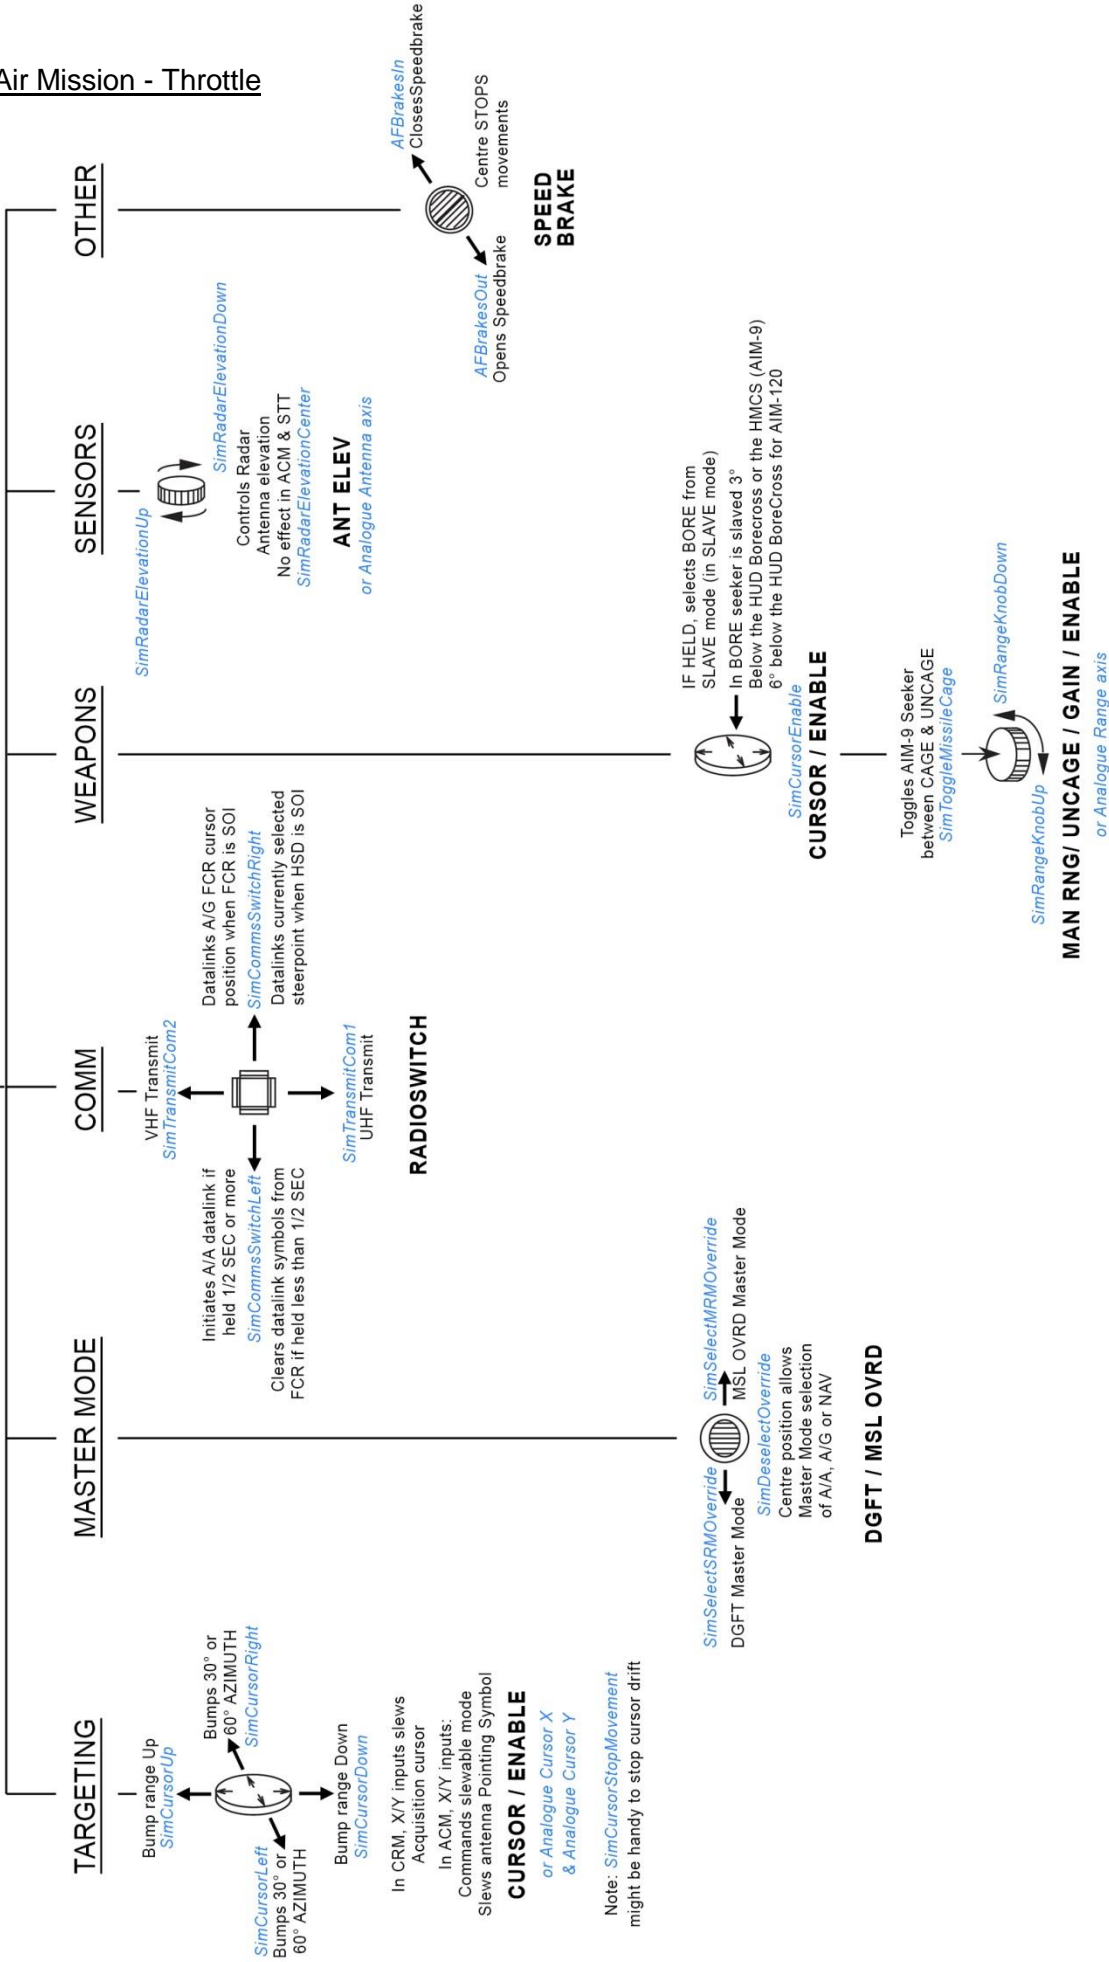 Air Mission - Throttle
TARGETING
Bump range Up
SimCursorUp
Bumps 30° or
60° AZIMUTH
SimCursorRight
SimCursorLeft
Bumps 30° or
60° AZIMUTH
Bump range Down
SimCursorDown
In CRM, X/Y inputs slews
Acquisition cursor
In ACM, X/Y inputs:
Commands slewable mode
Slews antenna Pointing Symbol
CURSOR / ENABLE
or Analogue Cursor X
& Analogue Cursor Y
Note: SimCursorStopMovement
might be handy to stop cursor drift
MASTER MODE
SimSelectSRMOverride
DGFT Master Mode
SimSelectMRMOverride
MSL OVRD Master Mode
SimDeselectOverride
Centre position allows
Master Mode selection
of A/A, A/G or NAV
DGFT / MSL OVRD
COMM
VHF Transmit
SimTransmitCom2
Initiates A/A datalink if
held 1/2 SEC or more
SimCommsSwitchLeft
Clears datalink symbols from
FCR if held less than 1/2 SEC
Datalinks A/G FCR cursor
position when FCR is SOI
SimCommsSwitchRight
Datalinks currently selected
steerpoint when HSD is SOI
SimTransmitCom1
UHF Transmit
RADIOSWITCH
WEAPONS
IF HELD, selects BORE from
SLAVE mode (in SLAVE mode)
In BORE seeker is slaved 3°
Below the HUD Borecross or the HMCS (AIM-9)
6° below the HUD BoreCross for AIM-120
SimCursorEnable
CURSOR / ENABLE
Toggles AIM-9 Seeker
between CAGE & UNCAGE
SimToggleMissileCage
SimRangeKnobUp
SimRangeKnobDown
MAN RNG/ UNCAGE / GAIN / ENABLE
or Analogue Range axis
SENSORS
SimRadarElevationUp
SimRadarElevationDown
Controls Radar
Antenna elevation
No effect in ACM & STT
SimRadarElevationCenter
ANT ELEV
or Analogue Antenna axis
OTHER
AFBrakesIn
ClosesSpeedbrake
AFBrakesOut
Opens Speedbrake
Centre STOPS
movements
SPEED
BRAKE